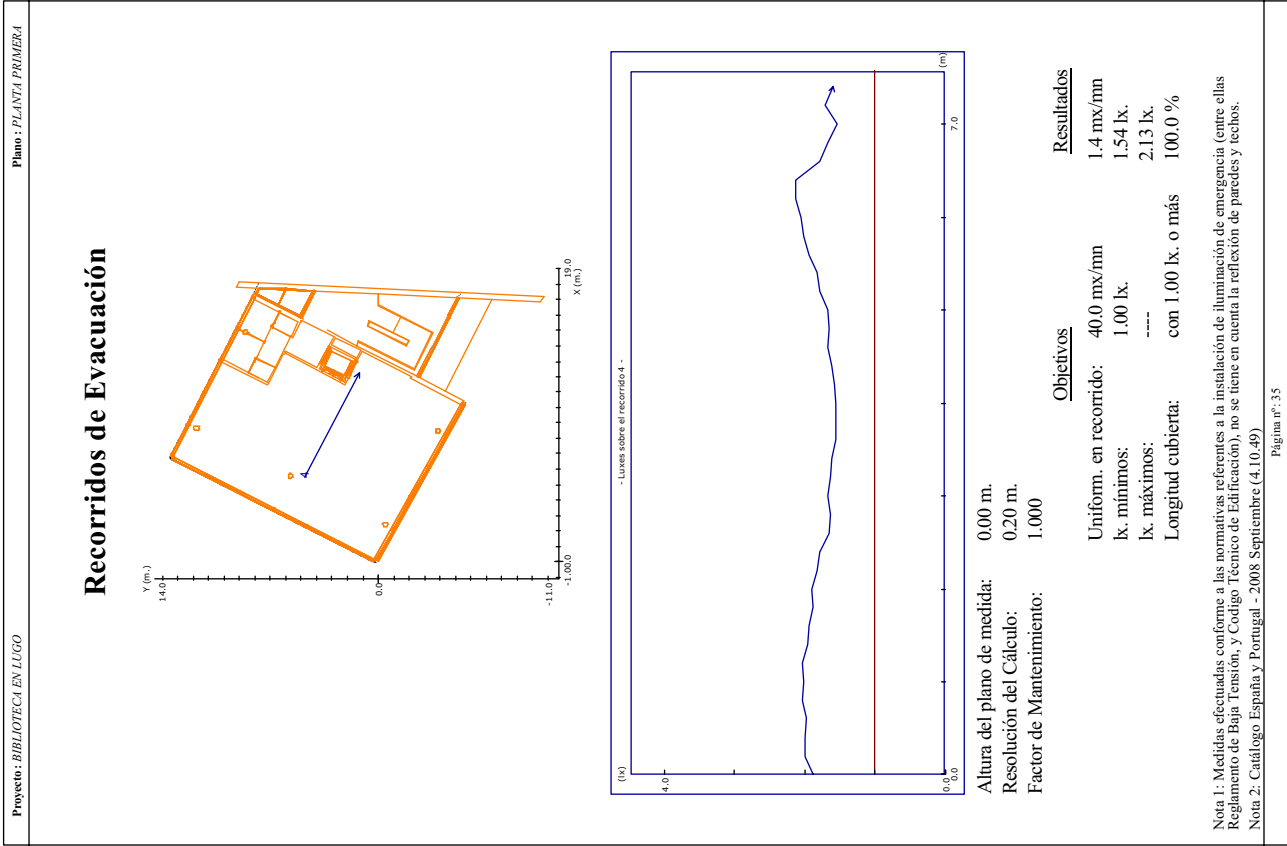 Proyecto : BIBLIOTECA EN LUGO
Plano : PLANTA PRIMERA
Recorridos de Evacuación
Y (m.)
14.0
0.0
-11.0
-1.00.0
19.0
X (m.)
- Luxes sobre el recorrido 4 -
(lx)
4.0
0.0
0.0
7.0
(m)
Altura del plano de medida: 0.00 m.
Resolución del Cálculo: 0.20 m.
Factor de Mantenimiento: 1.000
Objetivos Resultados
Uniform. en recorrido: 40.0 mx/mn 1.4 mx/mn
lx. mínimos: 1.00 lx. 1.54 lx.
lx. máximos: ---- 2.13 lx.
Longitud cubierta: con 1.00 lx. o más 100.0 %
Nota 1: Medidas efectuadas conforme a las normativas referentes a la instalación de iluminación de emergencia (entre ellas
Reglamento de Baja Tensión, y Codigo Técnico de Edificación), no se tiene en cuenta la reflexión de paredes y techos.
Nota 2: Catálogo España y Portugal - 2008 Septiembre (4.10.49)
Página nº: 35